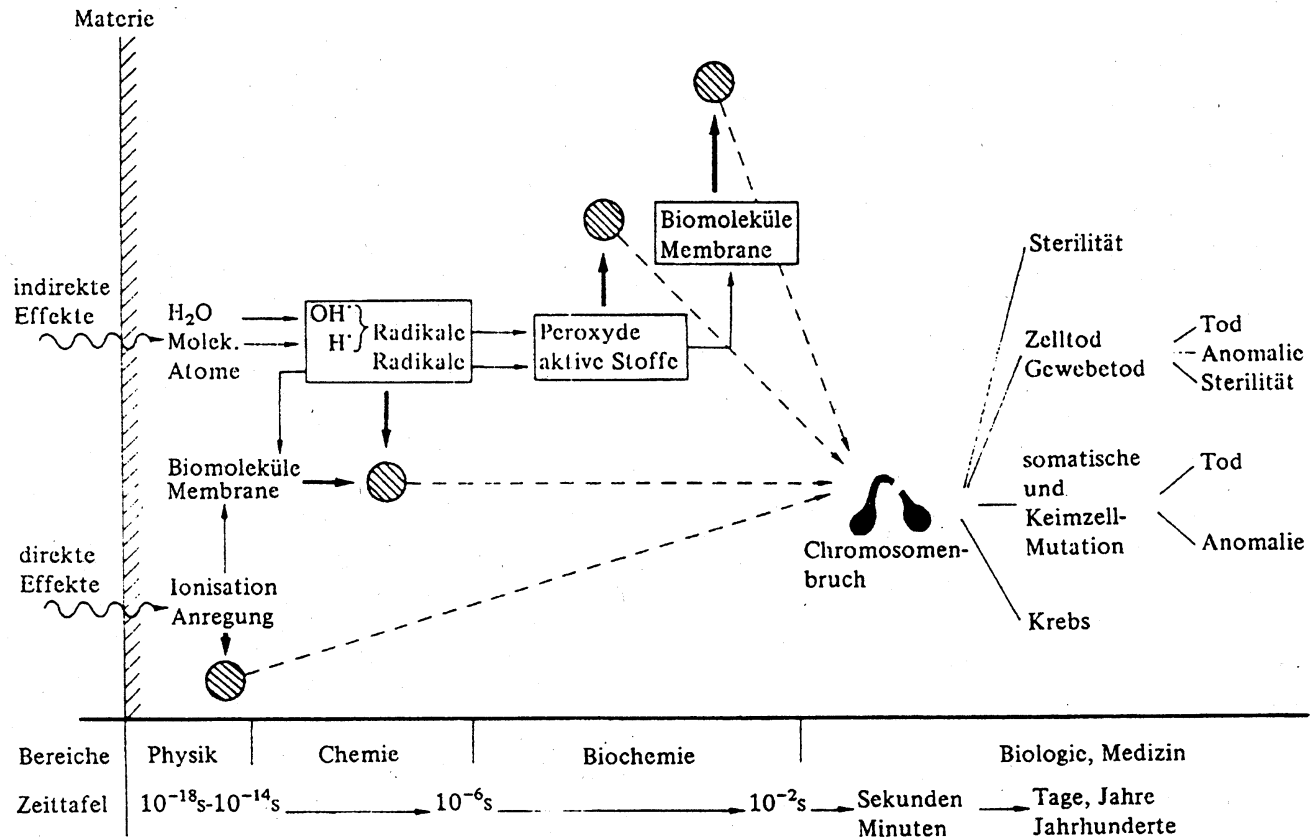 Materie
indirekte
Effekte
H₂O
Molek.
Atome
OH˙
H˙
Radikale
Radikale
Peroxyde
aktive Stoffe
Biomoleküle
Membrane
Biomoleküle
Membrane
direkte
Effekte
Ionisation
Anregung
Chromosomen-
bruch
Sterilität
Zelltod
Gewebetod
Tod
Anomalie
Sterilität
somatische
und
Keimzell-
Mutation
Tod
Anomalie
Krebs
Bereiche Physik Chemie Biochemie Biologie, Medizin
Zeittafel 10⁻¹⁸s-10⁻¹⁴s 10⁻⁶s 10⁻²s Sekunden Tage, Jahre
Minuten Jahrhunderte